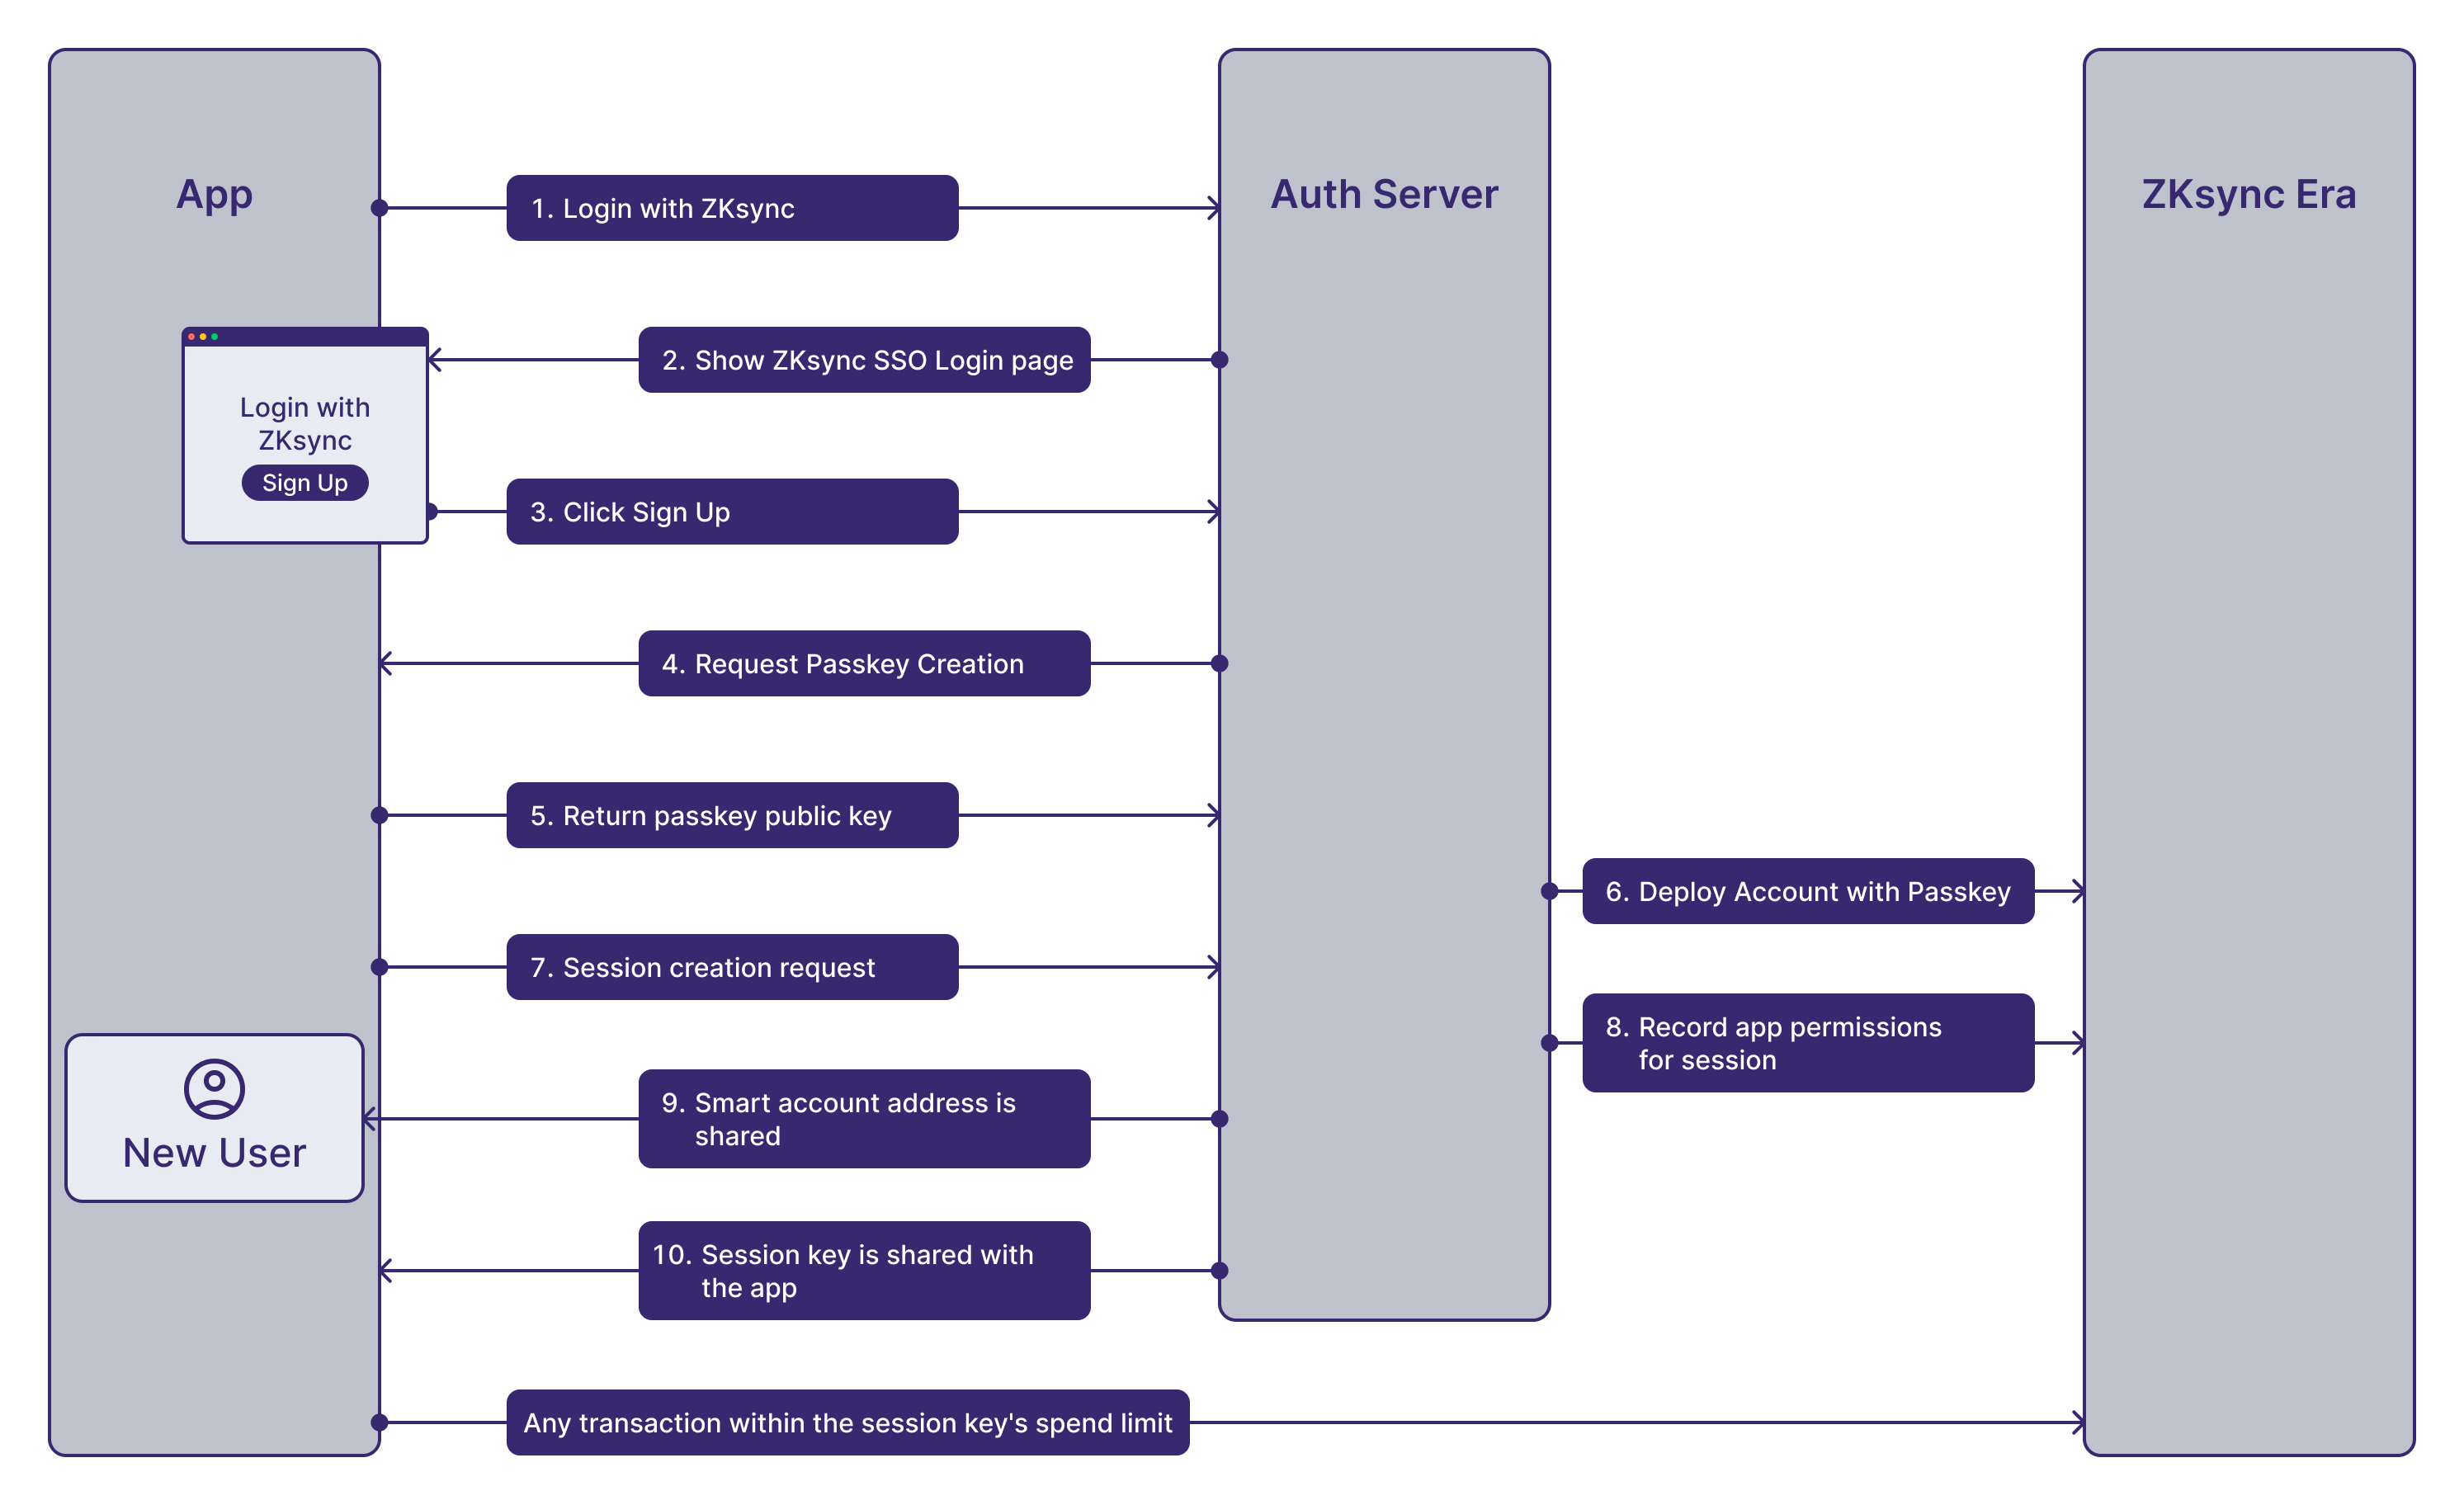 App
Auth Server
ZKsync Era
1. Login with ZKsync
2. Show ZKsync SSO Login page
Login with
ZKsync
Sign Up
3. Click Sign Up
4. Request Passkey Creation
5. Return passkey public key
6. Deploy Account with Passkey
7. Session creation request
8. Record app permissions
for session
New User
9. Smart account address is
shared
10. Session key is shared with
the app
Any transaction within the session key's spend limit